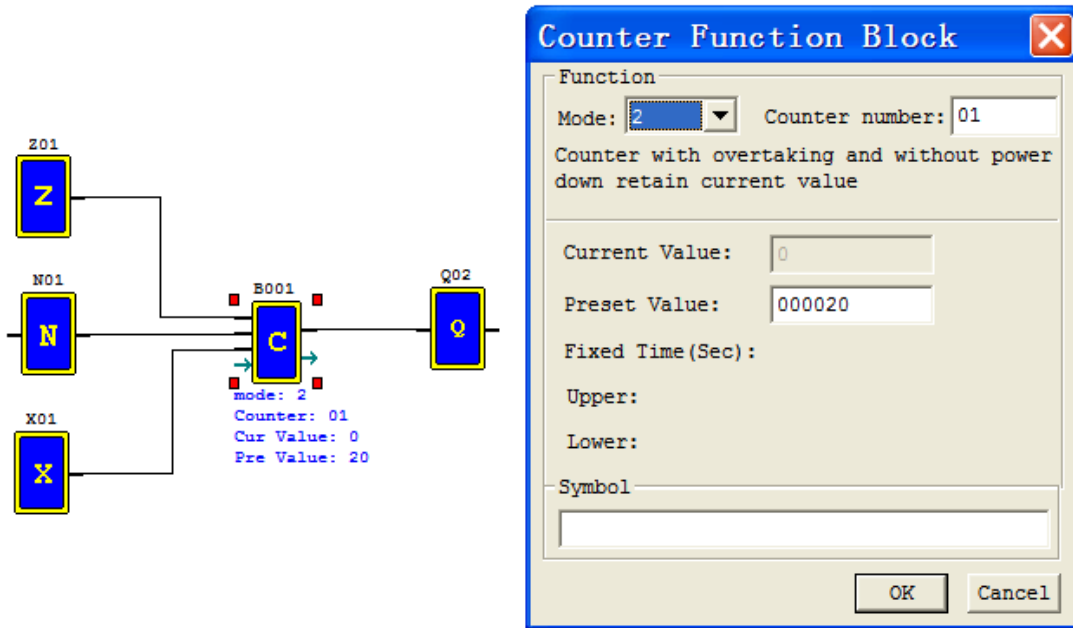 Z01
Z
N01
N
X01
X
B001
C
mode: 2
Counter: 01
Cur Value: 0
Pre Value: 20
Q02
Q
Counter Function Block
Function
Mode: 2 Counter number: 01
Counter with overtaking and without power
down retain current value
Current Value: 0
Preset Value: 000020
Fixed Time(Sec):
Upper:
Lower:
Symbol
OK Cancel